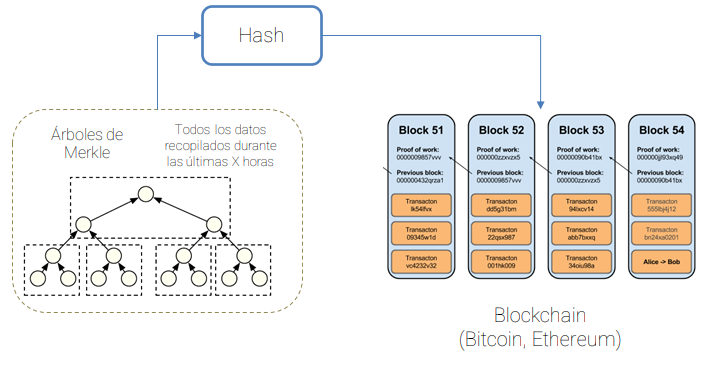 Hash
Árboles de
Merkle
Todos los datos
recopilados durante
las últimas X horas
Block 51
Proof of work:
0000009857vvv
Previous block:
000000432qrza1
Transacton
lk54lfvx
Transacton
09345w1d
Transacton
vc4232v32
Block 52
Proof of work:
000000zzxvzx5
Previous block:
0000009857vvv
Transacton
dd5g31bm
Transacton
22qsx987
Transacton
001hk009
Block 53
Proof of work:
00000090b41bx
Previous block:
000000zzxvzx5
Transacton
94lxcv14
Transacton
abb7bxxq
Transacton
34oiu98a
Block 54
Proof of work:
000000jjl93xq49
Previous block:
00000090b41bx
Transacton
555lbj4j12
Transacton
bn24xa0201
Alice -> Bob
Blockchain
(Bitcoin, Ethereum)